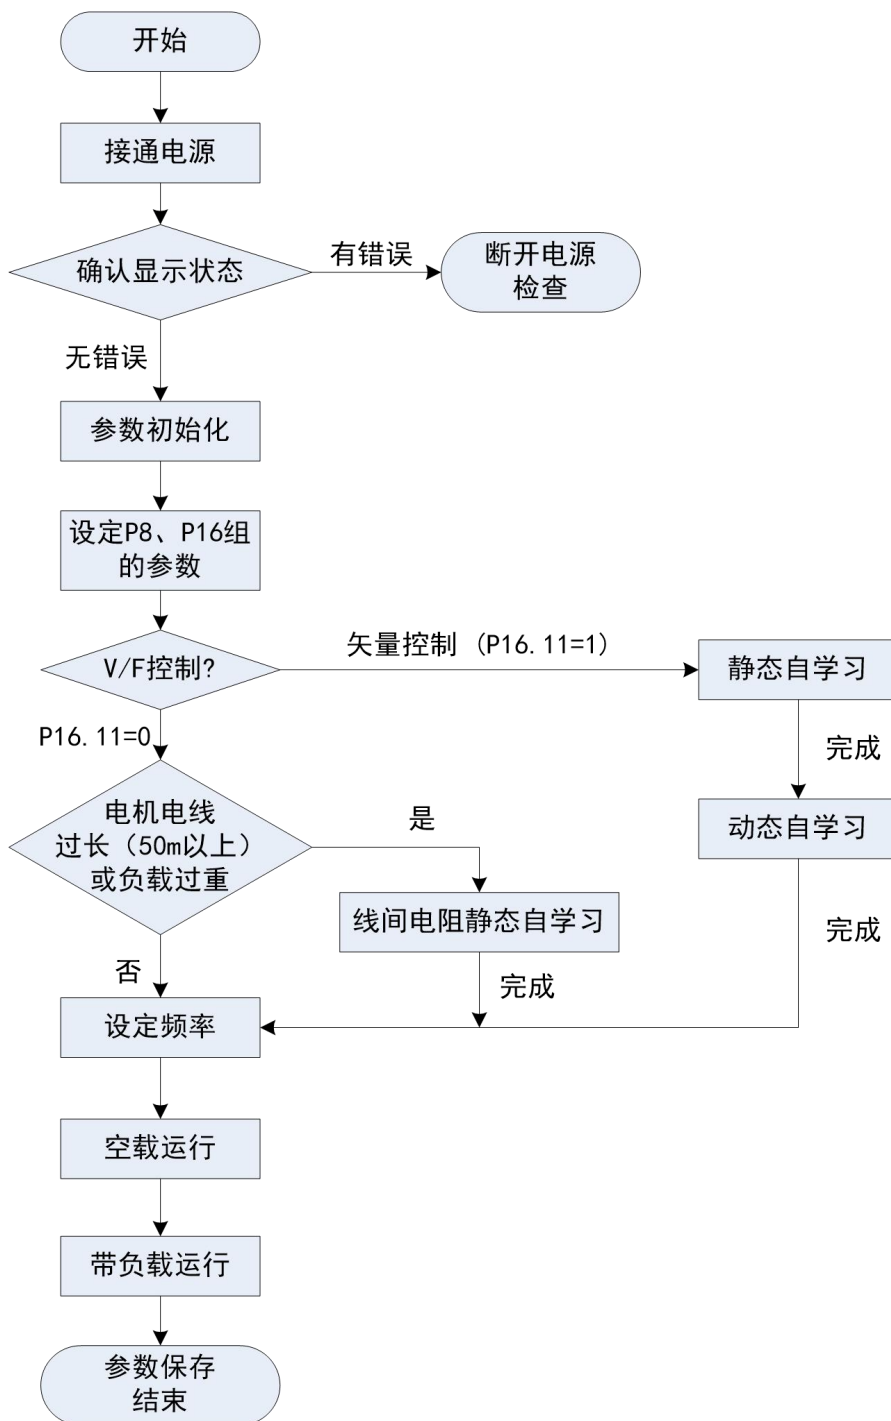 开始
接通电源
确认显示状态
有错误
断开电源
检查
无错误
参数初始化
设定P8、P16组
的参数
V/F控制?
矢量控制 (P16.11=1)
静态自学习
P16.11=0
完成
电机电线
过长（50m以上）
或负载过重
是
动态自学习
线间电阻静态自学习
完成
否
完成
设定频率
空载运行
带负载运行
参数保存
结束